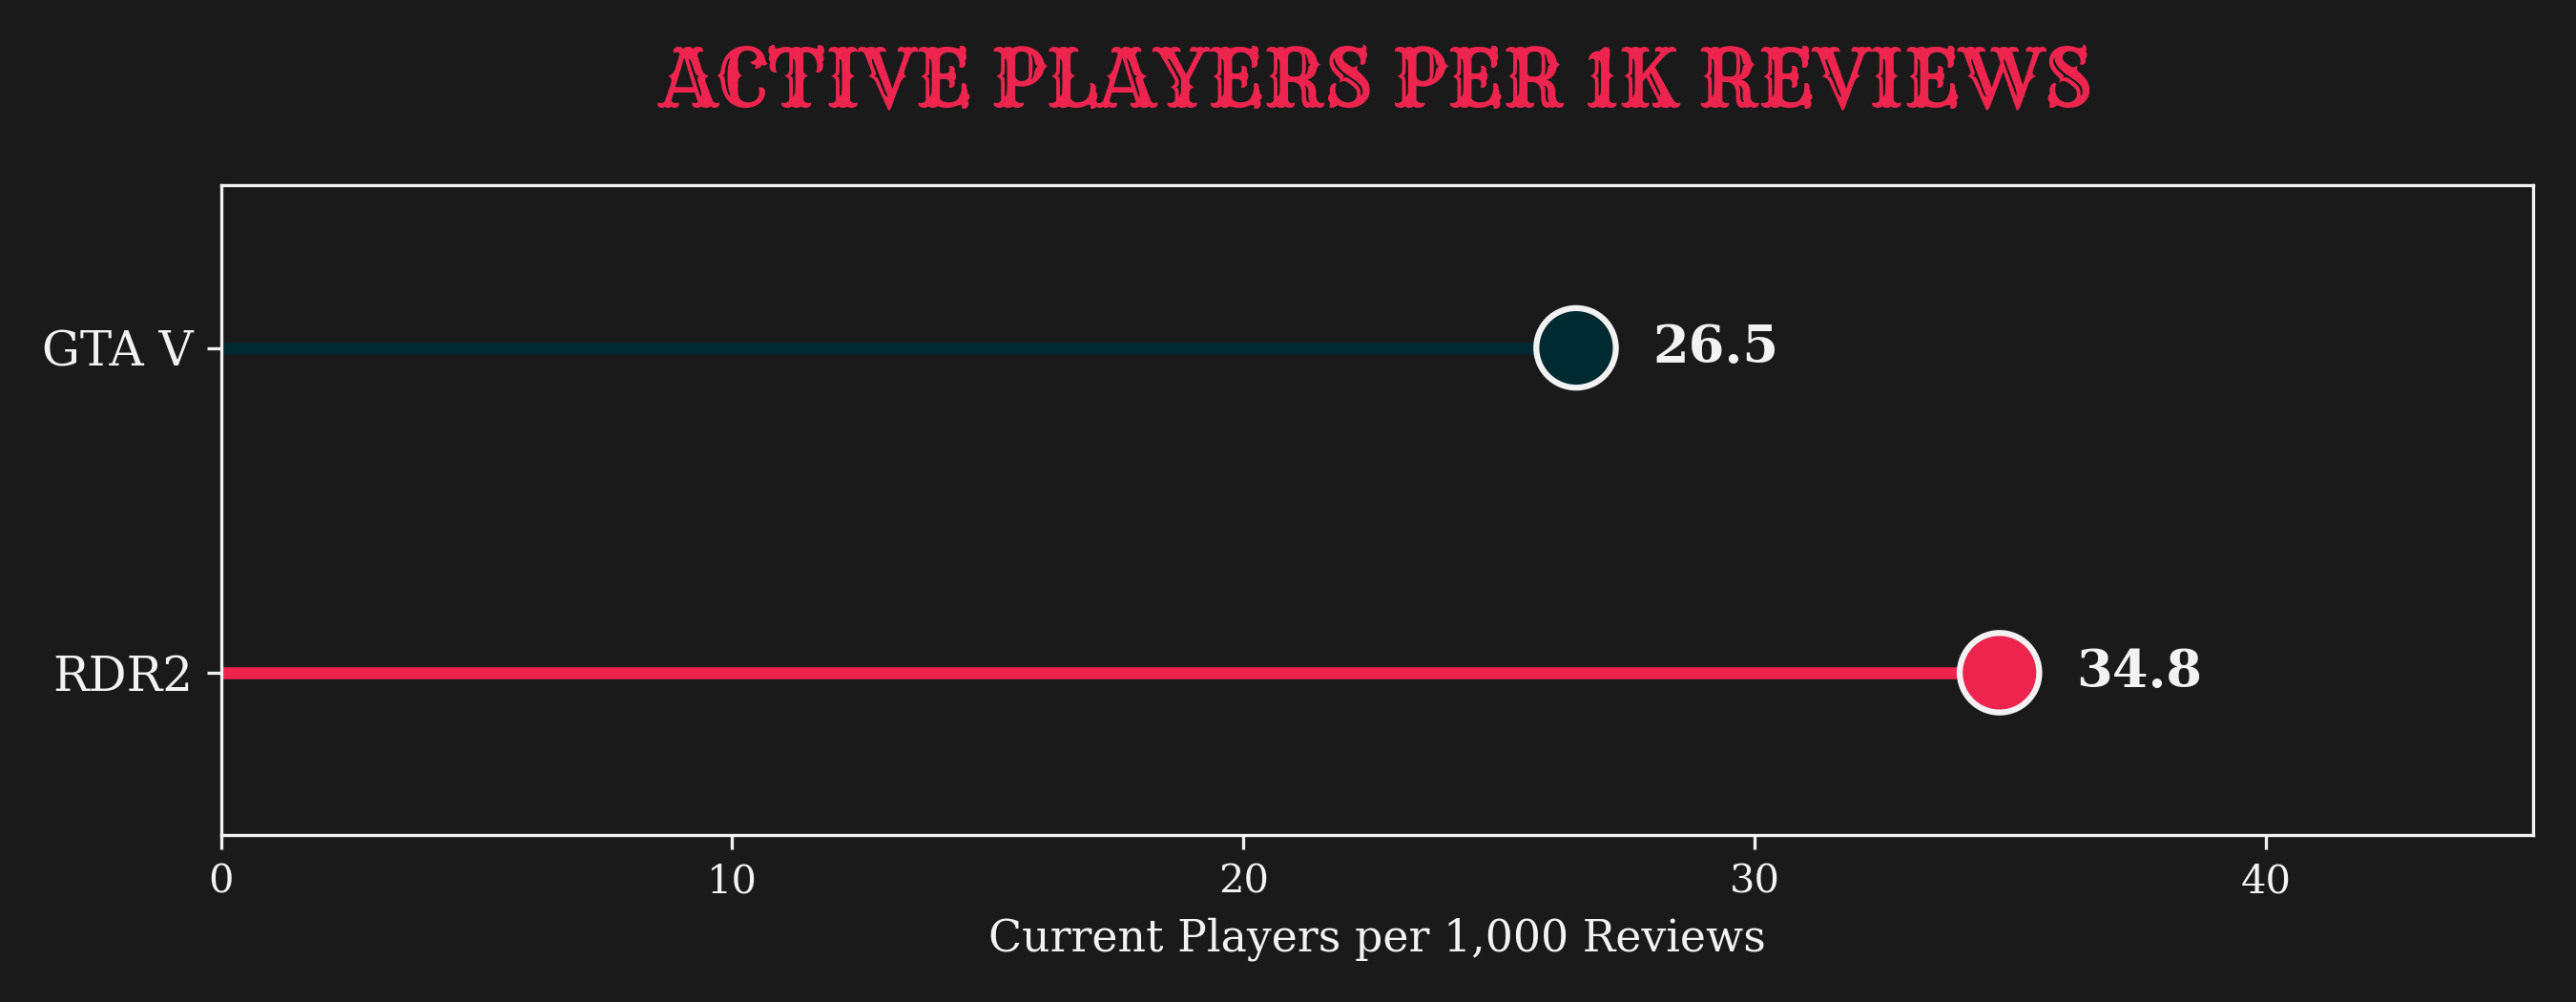 ACTIVE PLAYERS PER 1K REVIEWS
GTA V
26.5
RDR2
34.8
0 10 20 30 40
Current Players per 1,000 Reviews